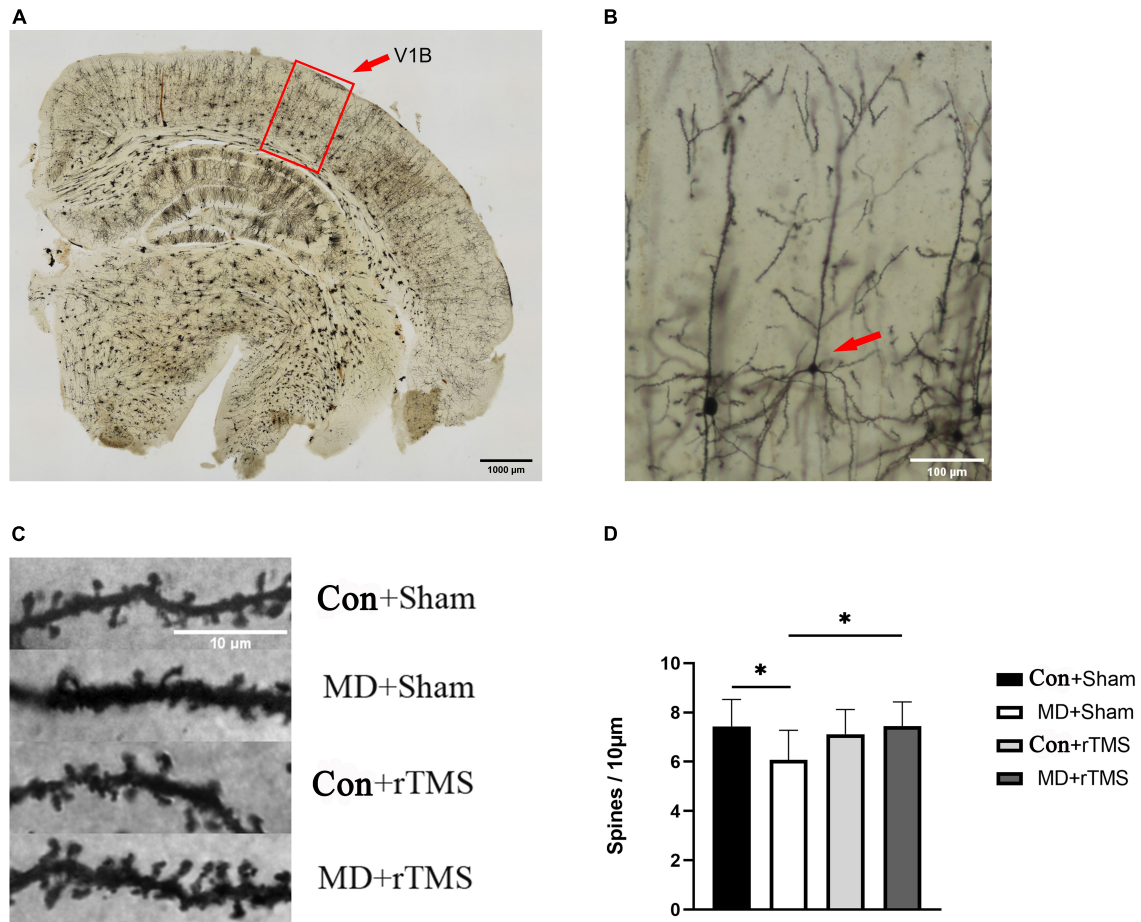 A
V1B
1000 µm
B
100 µm
C
10 µm
Con+Sham
MD+Sham
Con+rTMS
MD+rTMS
D
*
*
10
8
6
4
2
0
Spines / 10µm
Con+Sham
MD+Sham
Con+rTMS
MD+rTMS